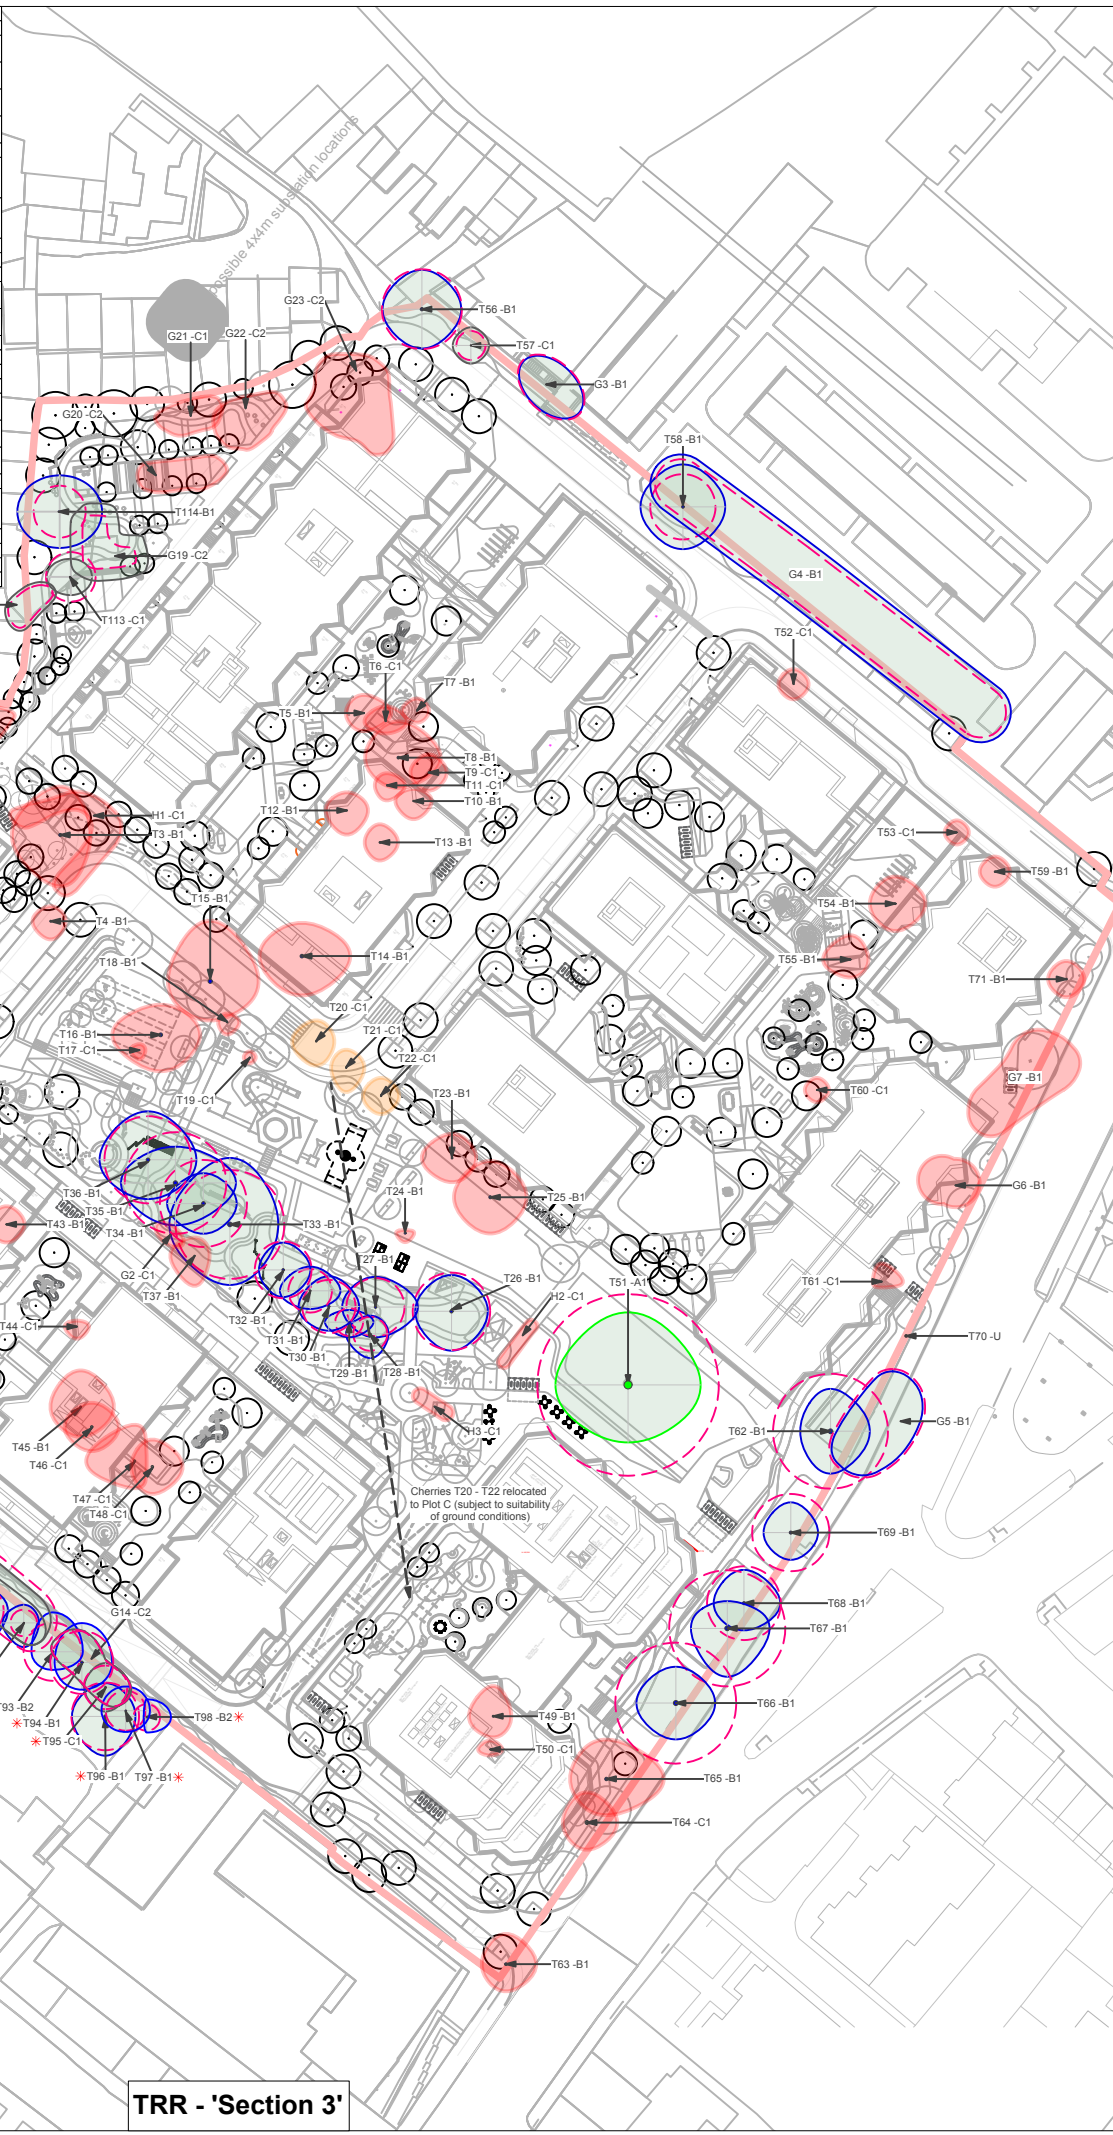 possible 4x4m substation locations
G23 -C2
T56 -B1
G21 -C1
G22 -C2
T57 -C1
G3 -B1
G20 -C2
T58 -B1
T114-B1
G19 -C2
G4 -B1
T113 -C1
T52 -C1
T6 -C1
T7 -B1
T5 -B1
T8 -B1
T9 -C1
T11 -C1
T10 -B1
T12 -B1
H1 -C1
T3 -B1
T13 -B1
T53 -C1
T59 -B1
T15 -B1
T54 -B1
T4 -B1
T14 -B1
T18 -B1
T55 -B1
T71 -B1
T20 -C1
T16 -B1
T21 -C1
T17 -C1
T22 -C1
G7 -B1
T19 -C1
T23 -B1
T60 -C1
T36 -B1
T24 -B1
T25 -B1
G6 -B1
T35 -B1
T43 -B1
T34 -B1
T33 -B1
T27 -B1
G2 -C1
T37 -B1
T26 -B1
T51 -A1
T61 -C1
H2 -C1
T44 -C1
T32 -B1
T70 -U
T31 -B1
T30 -B1
T29 -B1
T28 -B1
G5 -B1
T62 -B1
H3 -C1
T45 -B1
T46 -C1
T47 -C1
T48 -C1
Cherries T20 - T22 relocated
to Plot C (subject to suitability
of ground conditions)
T69 -B1
G14 -C2
T68 -B1
T67 -B1
T93 -B2
T66 -B1
✳T94 -B1
T98 -B2✳
T49 -B1
✳T95 -C1
T50 -C1
✳T96 -B1
T97 -B1✳
T65 -B1
T64 -C1
T63 -B1
TRR - 'Section 3'